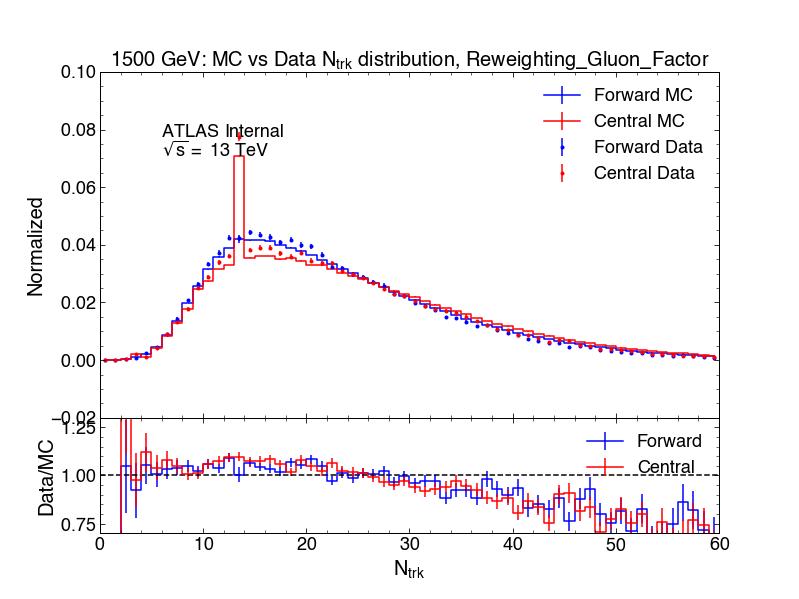 1500 GeV: MC vs Data N_trk distribution, Reweighting_Gluon_Factor
0.10
0.08
0.06
0.04
0.02
0.00
−0.02
Normalized
ATLAS Internal
√s = 13 TeV
Forward MC
Central MC
Forward Data
Central Data
1.25
1.00
0.75
Data/MC
Forward
Central
0 10 20 30 40 50 60
N_trk